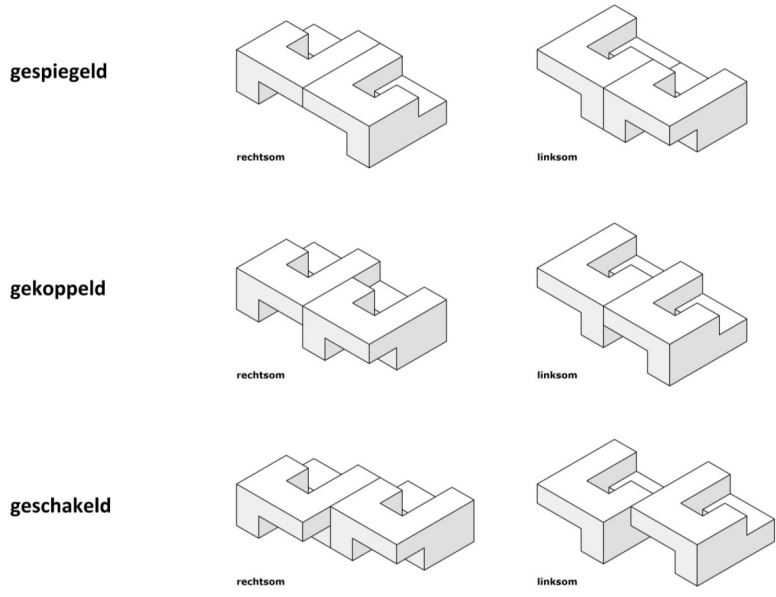 gespiegeld
rechtsom
linksom
gekoppeld
rechtsom
linksom
geschakeld
rechtsom
linksom